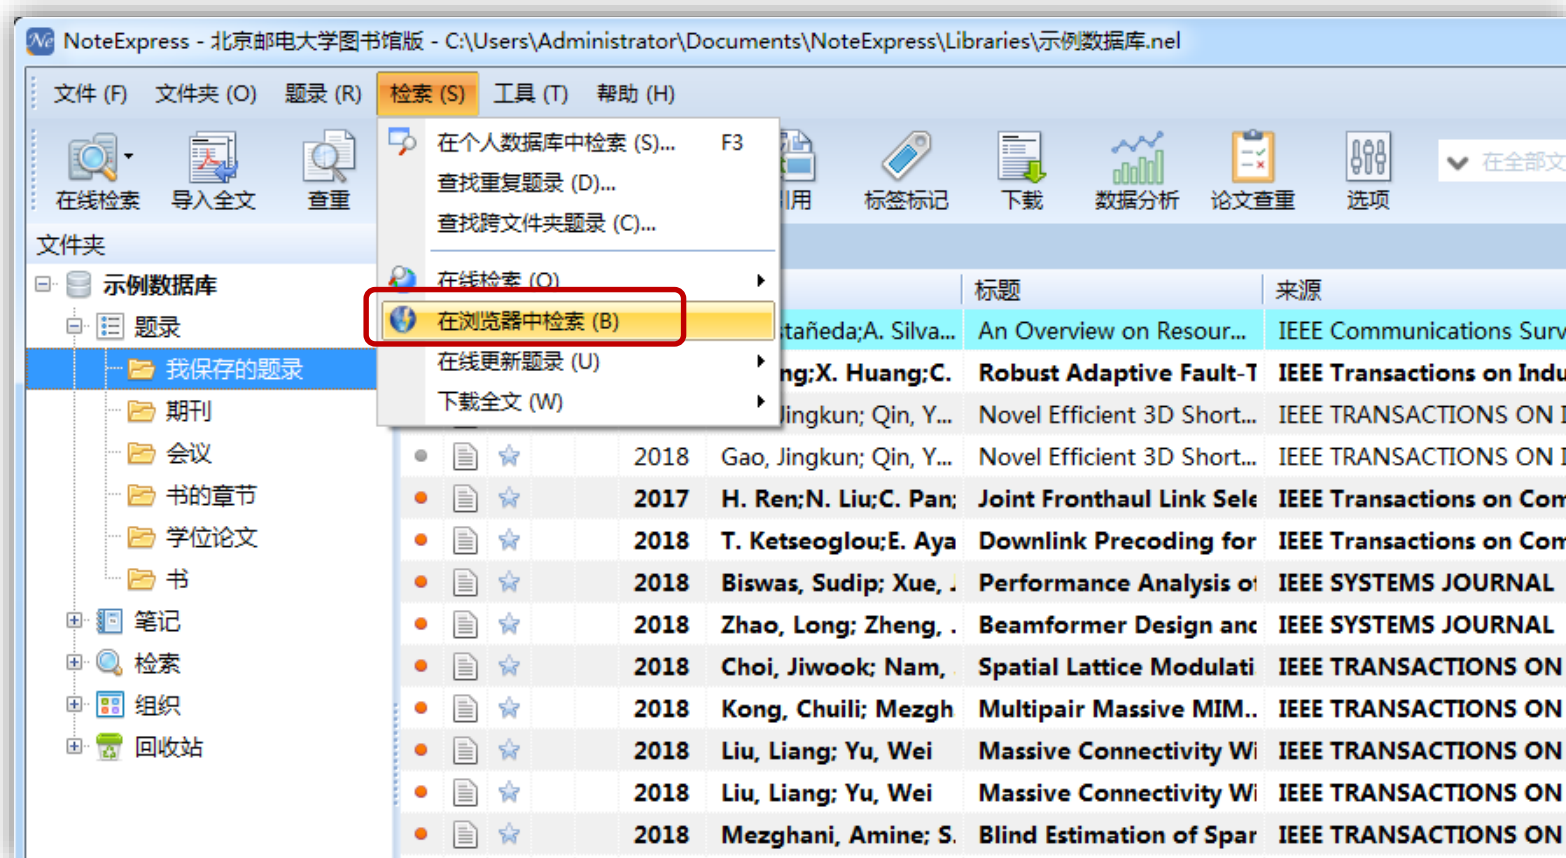 NoteExpress - 北京邮电大学图书馆版 - C:\Users\Administrator\Documents\NoteExpress\Libraries\示例数据库.nel
文件 (F) 文件夹 (O) 题录 (R) 检索 (S) 工具 (T) 帮助 (H)
在线检索 导入全文 查重 引用 标签标记 下载 数据分析 论文查重 选项 在全部文
在个人数据库中检索 (S)... F3
查找重复题录 (D)...
查找跨文件夹题录 (C)...
在线检索 (O)
在浏览器中检索 (B)
在线更新题录 (U)
下载全文 (W)
文件夹
示例数据库
题录
我保存的题录
期刊
会议
书的章节
学位论文
书
笔记
检索
组织
回收站
标题 来源
tañeda;A. Silva... An Overview on Resour... IEEE Communications Surv
ng;X. Huang;C. Robust Adaptive Fault-T IEEE Transactions on Indu
Jingkun; Qin, Y... Novel Efficient 3D Short... IEEE TRANSACTIONS ON I
2018 Gao, Jingkun; Qin, Y... Novel Efficient 3D Short... IEEE TRANSACTIONS ON I
2017 H. Ren;N. Liu;C. Pan; Joint Fronthaul Link Sele IEEE Transactions on Com
2018 T. Ketseoglou;E. Aya Downlink Precoding for IEEE Transactions on Com
2018 Biswas, Sudip; Xue, J Performance Analysis of IEEE SYSTEMS JOURNAL
2018 Zhao, Long; Zheng, . Beamformer Design and IEEE SYSTEMS JOURNAL
2018 Choi, Jiwook; Nam, Spatial Lattice Modulati IEEE TRANSACTIONS ON
2018 Kong, Chuili; Mezgh Multipair Massive MIM.. IEEE TRANSACTIONS ON
2018 Liu, Liang; Yu, Wei Massive Connectivity Wi IEEE TRANSACTIONS ON
2018 Liu, Liang; Yu, Wei Massive Connectivity Wi IEEE TRANSACTIONS ON
2018 Mezghani, Amine; S. Blind Estimation of Spar IEEE TRANSACTIONS ON